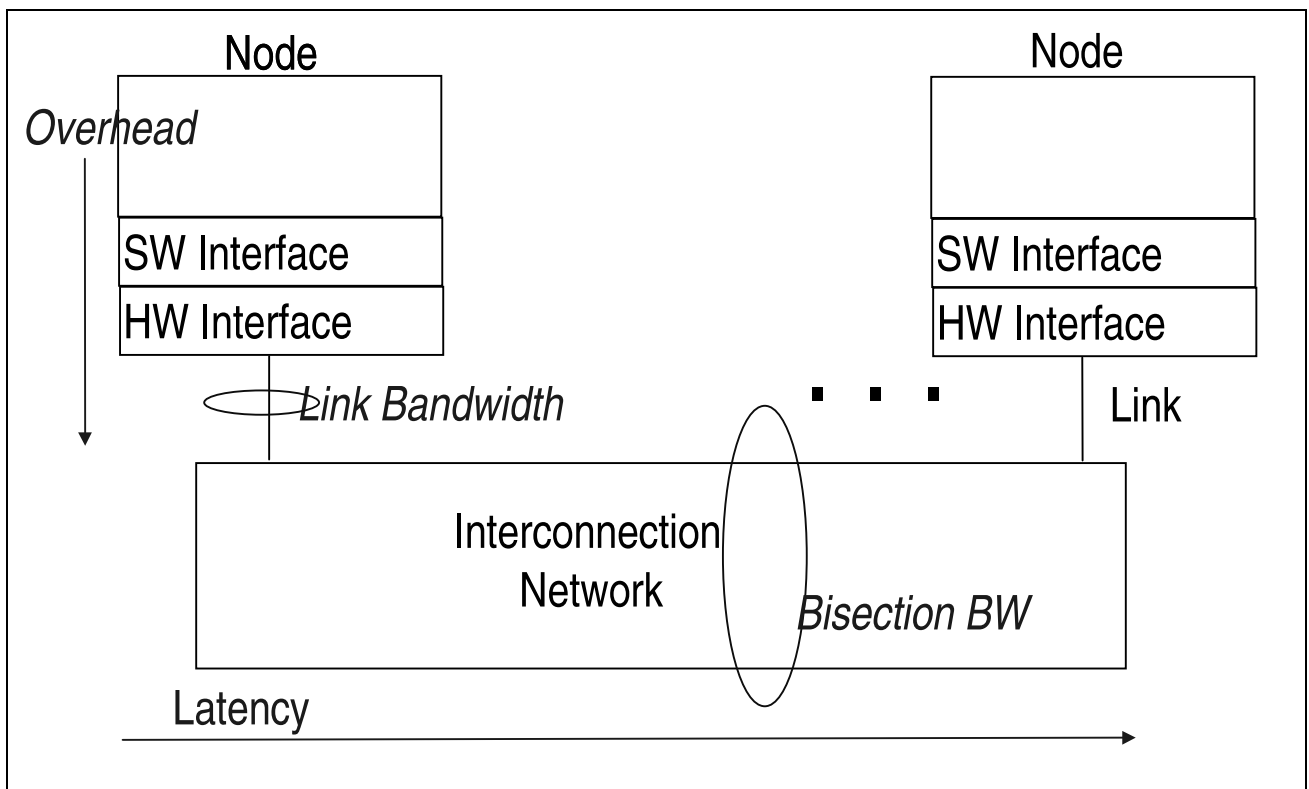 Node
Node
Overhead
SW Interface
SW Interface
HW Interface
HW Interface
Link Bandwidth
Link
Interconnection
Network
Bisection BW
Latency